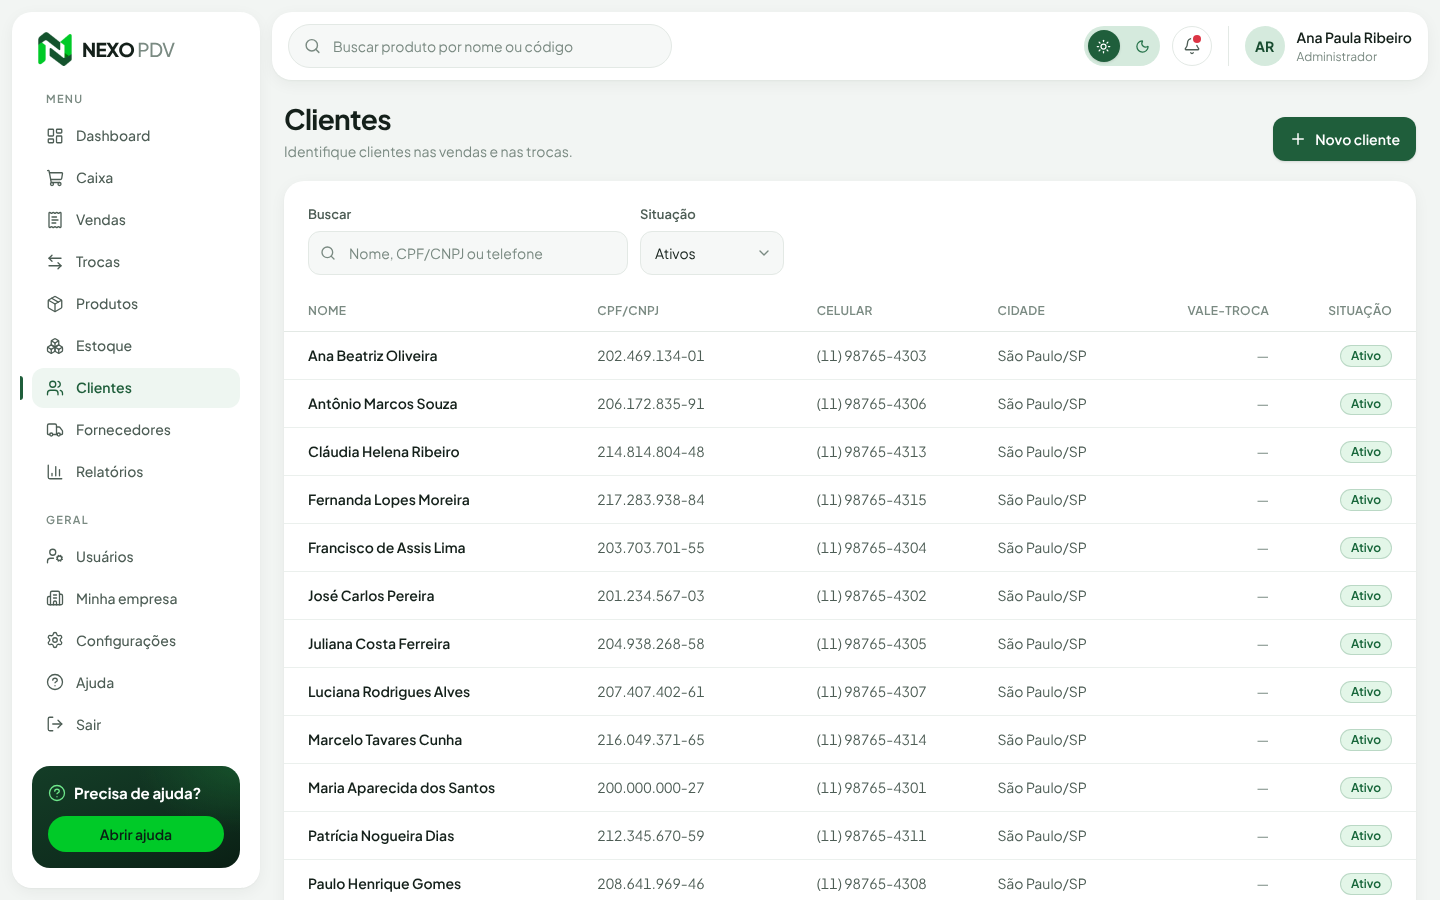 NEXO PDV
MENU
Dashboard
Caixa
Vendas
Trocas
Produtos
Estoque
Clientes
Fornecedores
Relatórios
GERAL
Usuários
Minha empresa
Configurações
Ajuda
Sair
Precisa de ajuda?
Abrir ajuda
Buscar produto por nome ou código
AR
Ana Paula Ribeiro
Administrador
Clientes
Identifique clientes nas vendas e nas trocas.
Novo cliente
Buscar Situação
Nome, CPF/CNPJ ou telefone Ativos
NOME CPF/CNPJ CELULAR CIDADE VALE-TROCA SITUAÇÃO
Ana Beatriz Oliveira 202.469.134-01 (11) 98765-4303 São Paulo/SP — Ativo
Antônio Marcos Souza 206.172.835-91 (11) 98765-4306 São Paulo/SP — Ativo
Cláudia Helena Ribeiro 214.814.804-48 (11) 98765-4313 São Paulo/SP — Ativo
Fernanda Lopes Moreira 217.283.938-84 (11) 98765-4315 São Paulo/SP — Ativo
Francisco de Assis Lima 203.703.701-55 (11) 98765-4304 São Paulo/SP — Ativo
José Carlos Pereira 201.234.567-03 (11) 98765-4302 São Paulo/SP — Ativo
Juliana Costa Ferreira 204.938.268-58 (11) 98765-4305 São Paulo/SP — Ativo
Luciana Rodrigues Alves 207.407.402-61 (11) 98765-4307 São Paulo/SP — Ativo
Marcelo Tavares Cunha 216.049.371-65 (11) 98765-4314 São Paulo/SP — Ativo
Maria Aparecida dos Santos 200.000.000-27 (11) 98765-4301 São Paulo/SP — Ativo
Patrícia Nogueira Dias 212.345.670-59 (11) 98765-4311 São Paulo/SP — Ativo
Paulo Henrique Gomes 208.641.969-46 (11) 98765-4308 São Paulo/SP — Ativo